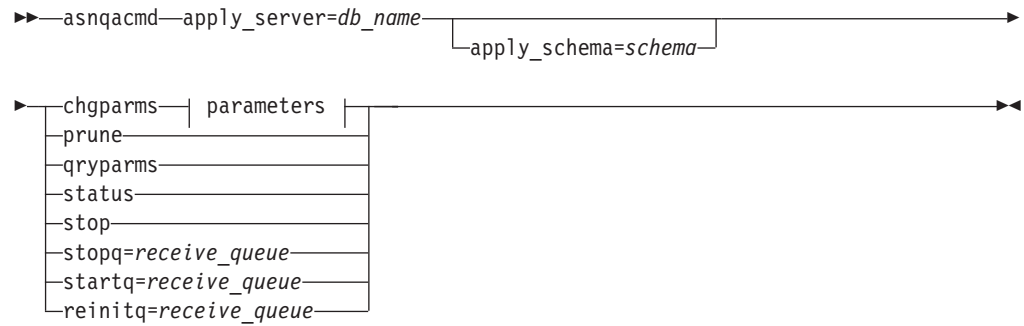 asnqacmd apply_server=db_name
apply_schema=schema
chgparms parameters
prune
qryparms
status
stop
stopq=receive_queue
startq=receive_queue
reinitq=receive_queue